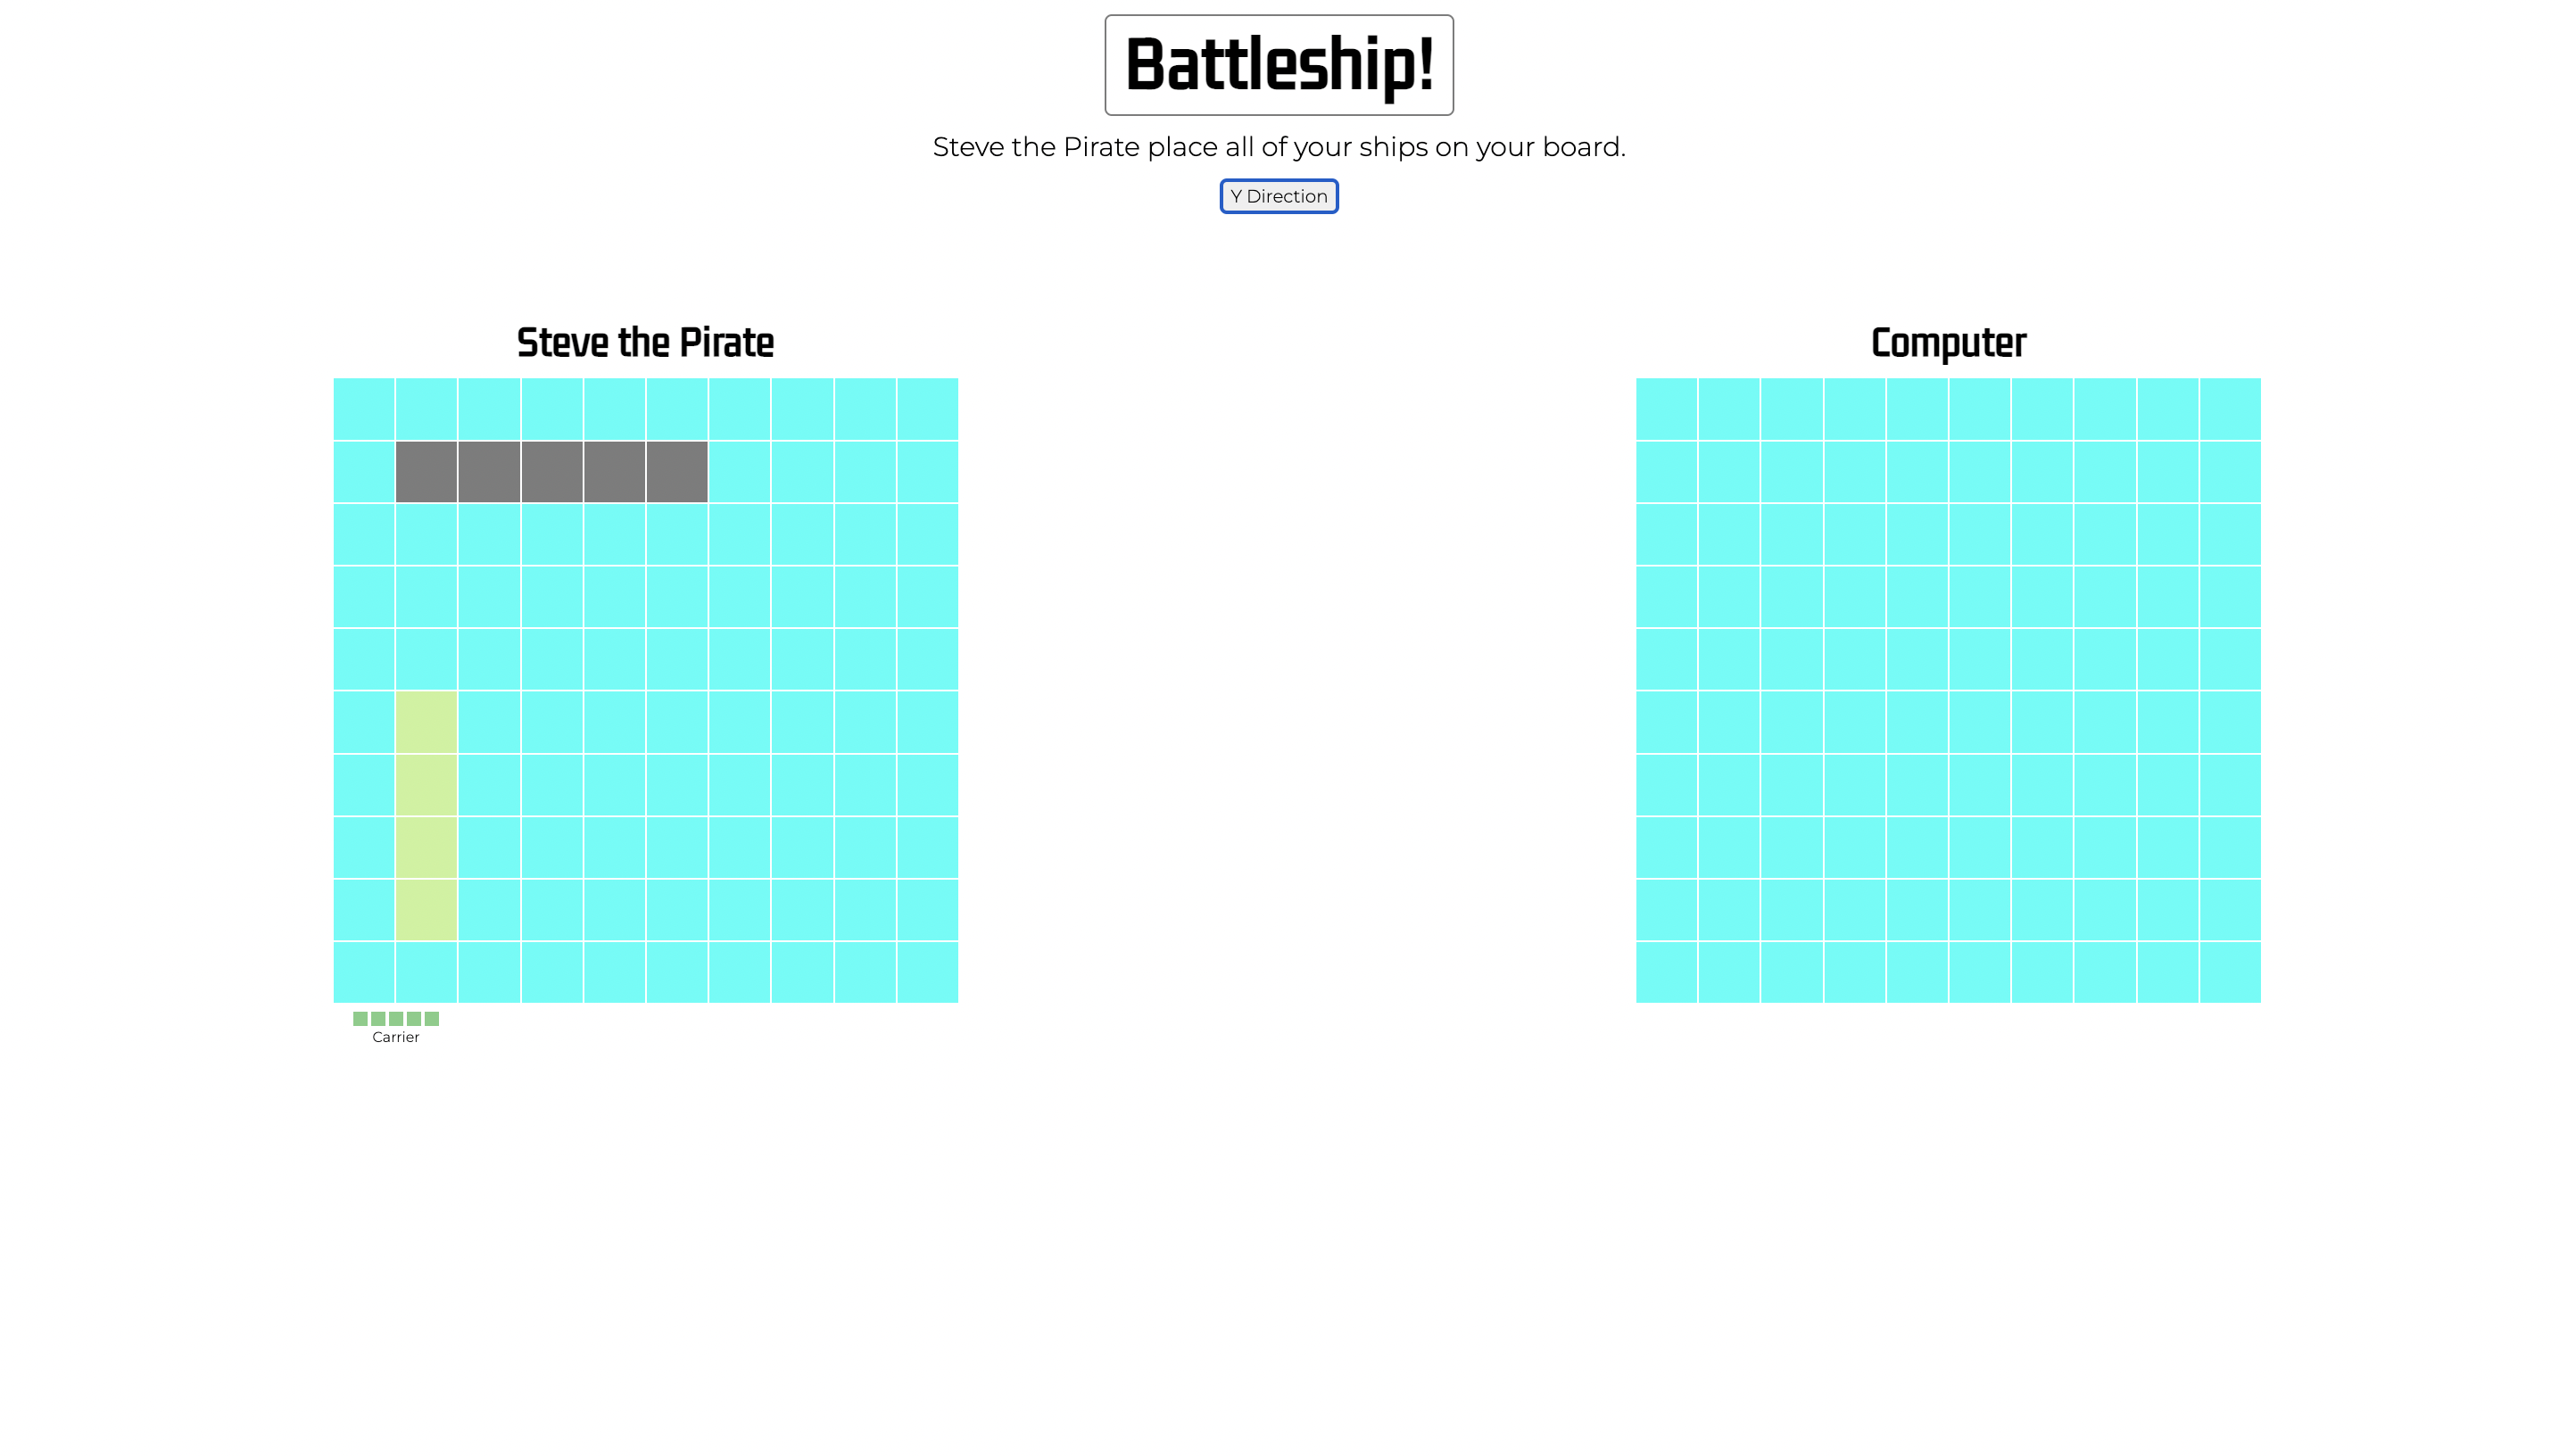 Battleship!
Steve the Pirate place all of your ships on your board.
Y Direction
Steve the Pirate
Computer
Carrier